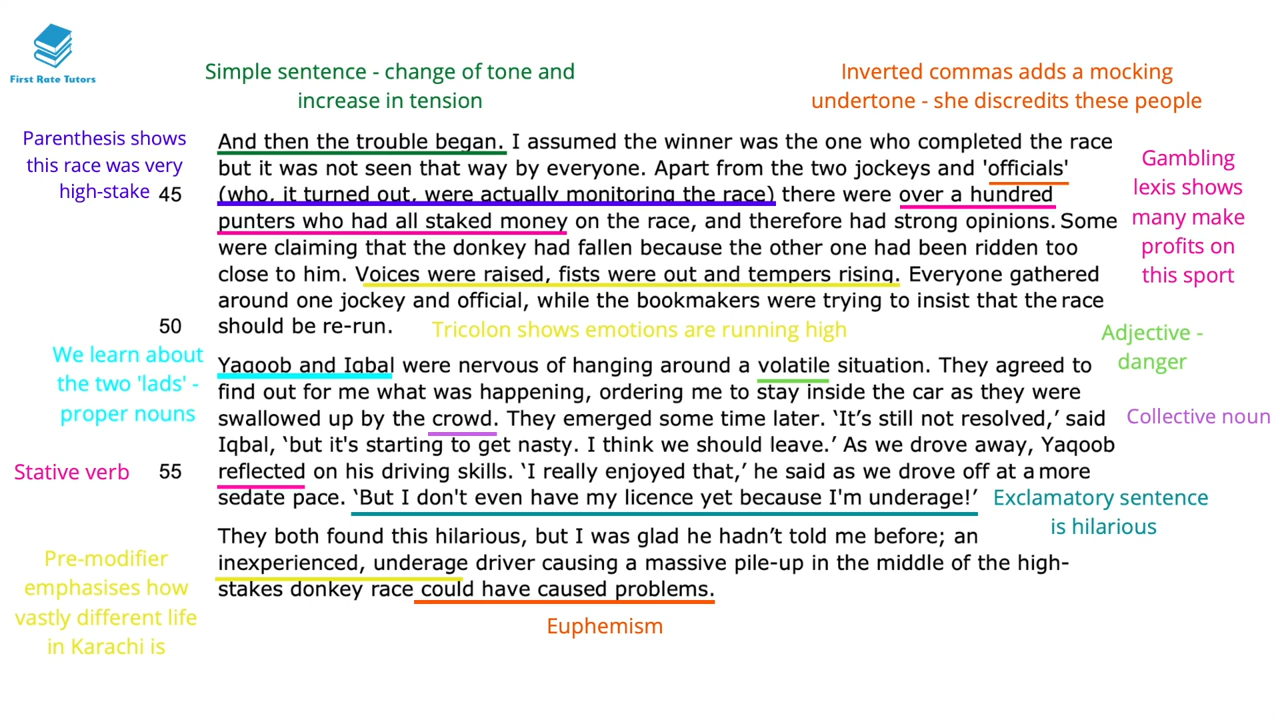 First Rate Tutors
Simple sentence - change of tone and
increase in tension
Inverted commas adds a mocking
undertone - she discredits these people
Parenthesis shows
this race was very
high-stake
And then the trouble began. I assumed the winner was the one who completed the race
but it was not seen that way by everyone. Apart from the two jockeys and 'officials'
45 (who, it turned out, were actually monitoring the race) there were over a hundred
punters who had all staked money on the race, and therefore had strong opinions. Some
were claiming that the donkey had fallen because the other one had been ridden too
close to him. Voices were raised, fists were out and tempers rising. Everyone gathered
around one jockey and official, while the bookmakers were trying to insist that the race
50 should be re-run.
Gambling
lexis shows
many make
profits on
this sport
Tricolon shows emotions are running high
We learn about
the two 'lads' -
proper nouns
Adjective -
danger
Yaqoob and Iqbal were nervous of hanging around a volatile situation. They agreed to
find out for me what was happening, ordering me to stay inside the car as they were
swallowed up by the crowd. They emerged some time later. ‘It’s still not resolved,’ said
Iqbal, ‘but it's starting to get nasty. I think we should leave.’ As we drove away, Yaqoob
55 reflected on his driving skills. ‘I really enjoyed that,’ he said as we drove off at a more
sedate pace. ‘But I don't even have my licence yet because I'm underage!’
Collective noun
Stative verb
Exclamatory sentence
is hilarious
They both found this hilarious, but I was glad he hadn’t told me before; an
inexperienced, underage driver causing a massive pile-up in the middle of the high-
stakes donkey race could have caused problems.
Pre-modifier
emphasises how
vastly different life
in Karachi is
Euphemism